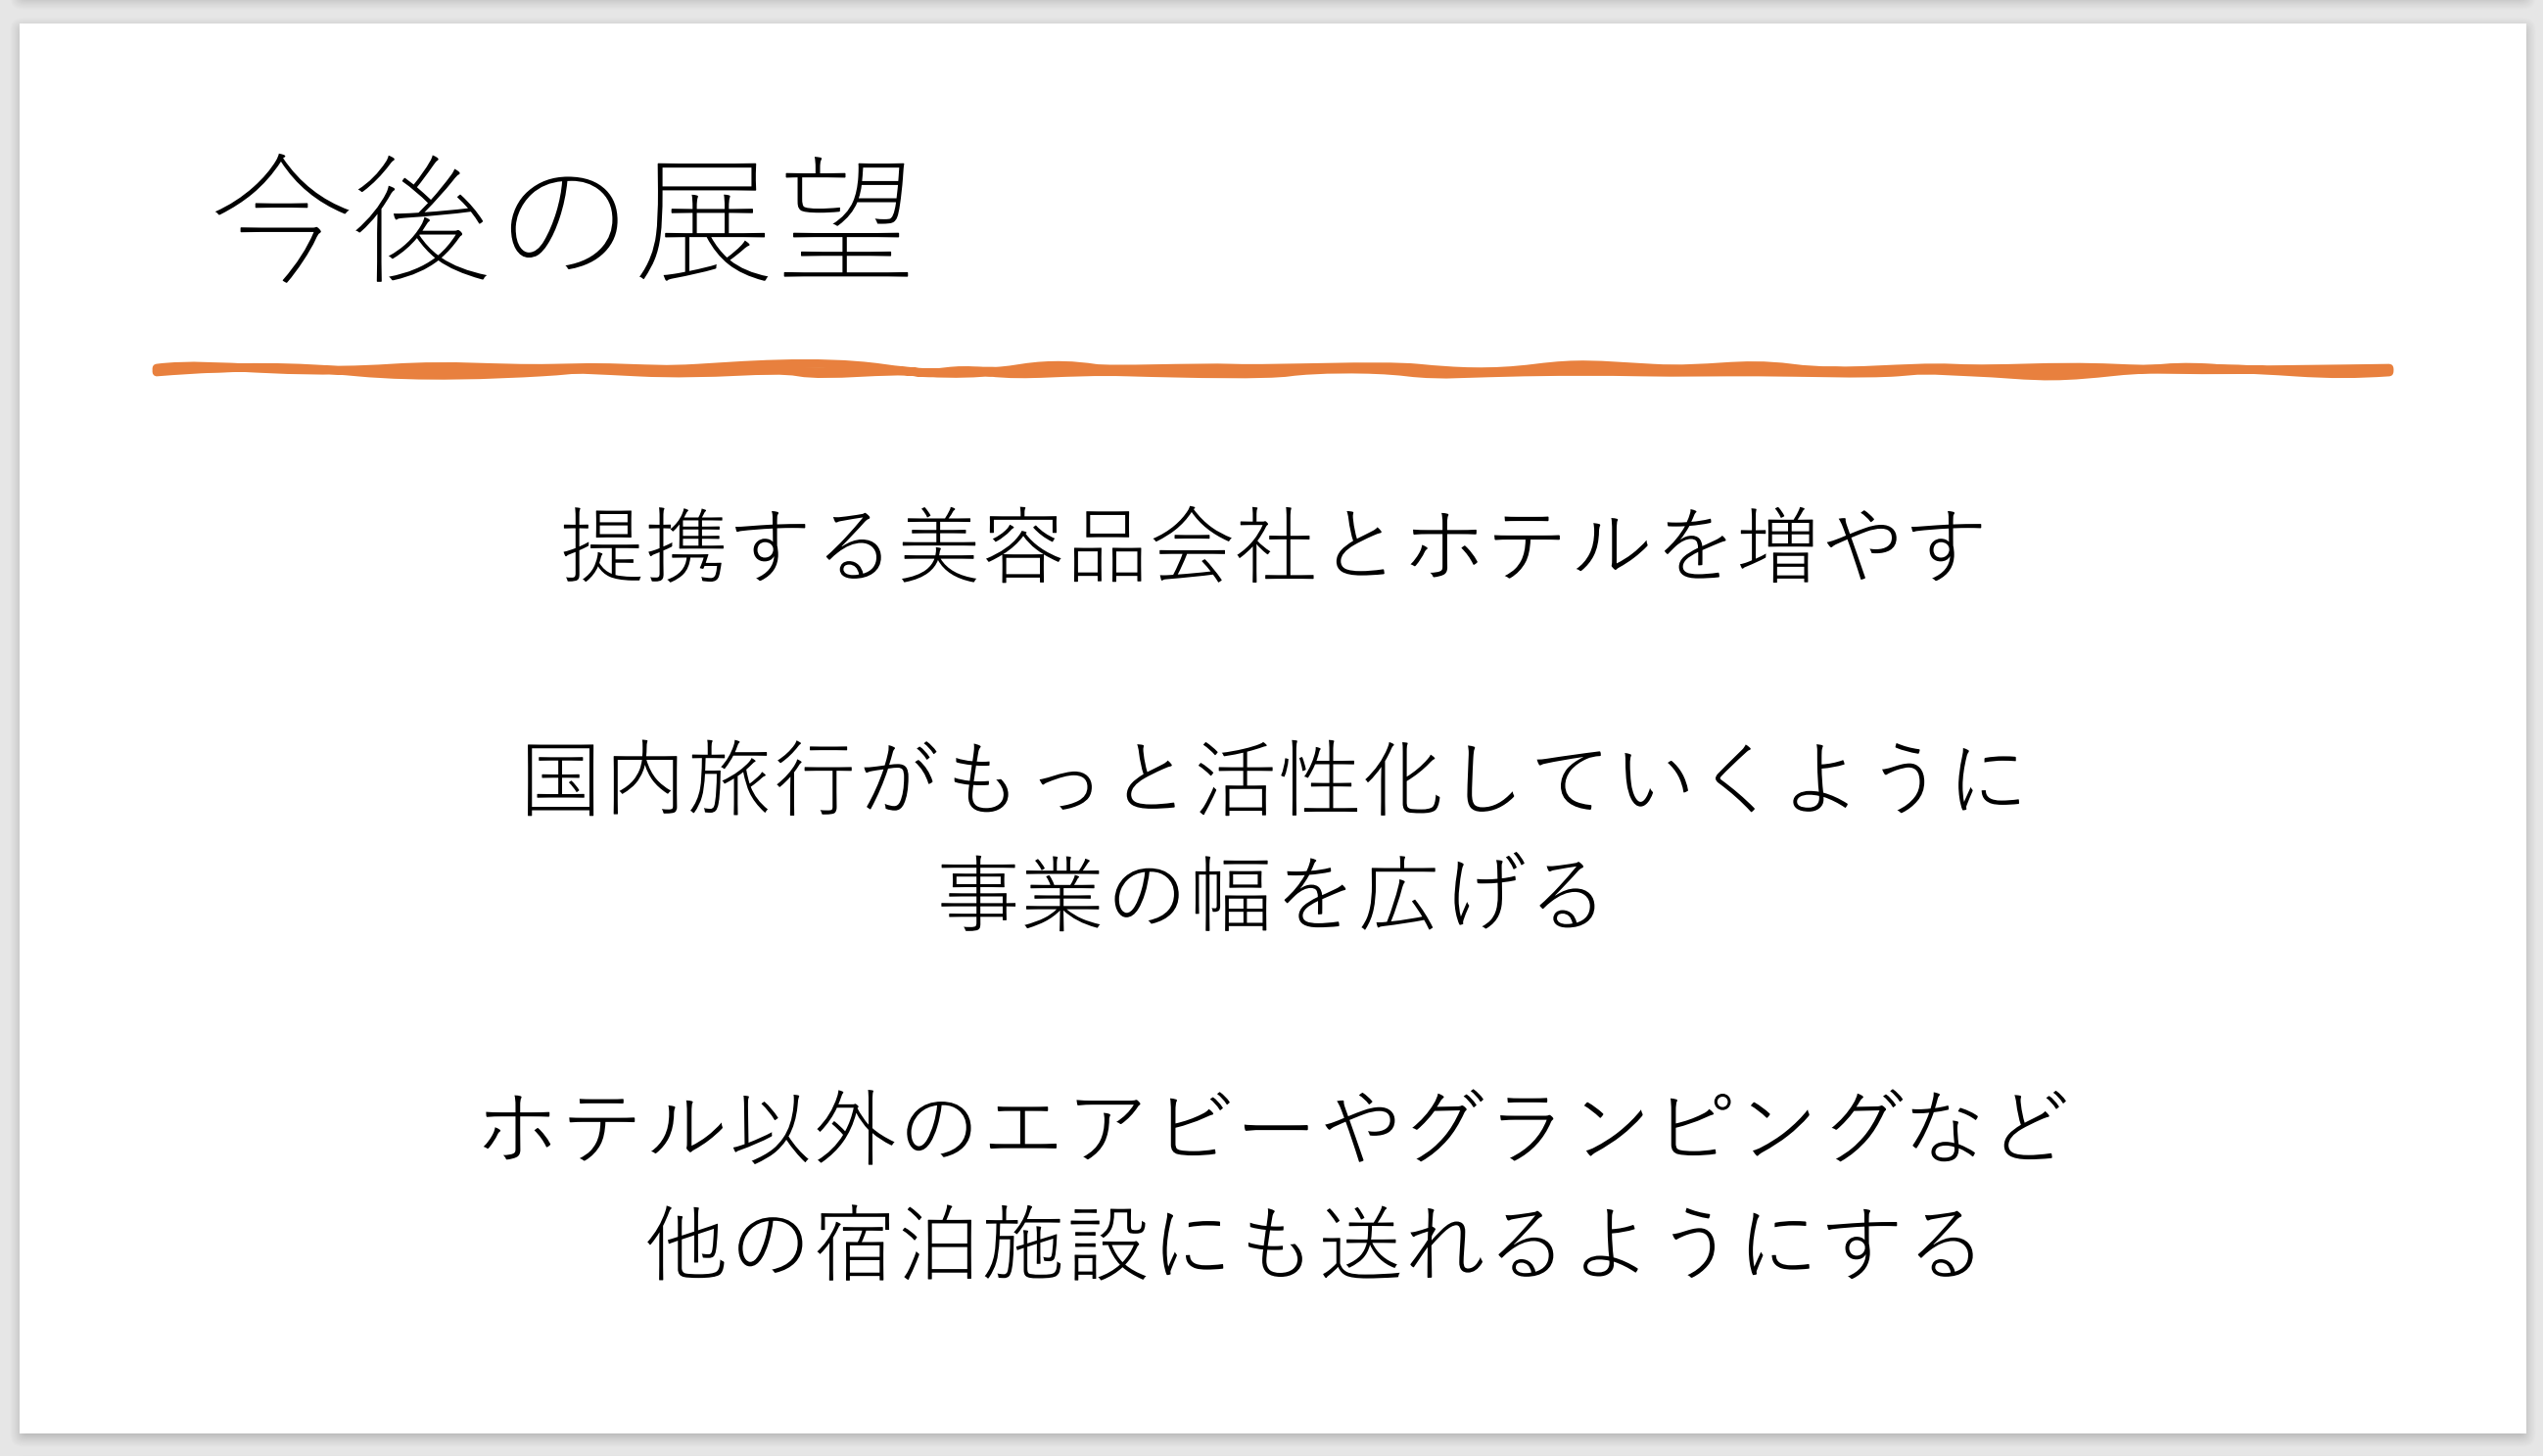 今後の展望
提携する美容品会社とホテルを増やす
国内旅行がもっと活性化していくように
事業の幅を広げる
ホテル以外のエアビーやグランピングなど
他の宿泊施設にも送れるようにする